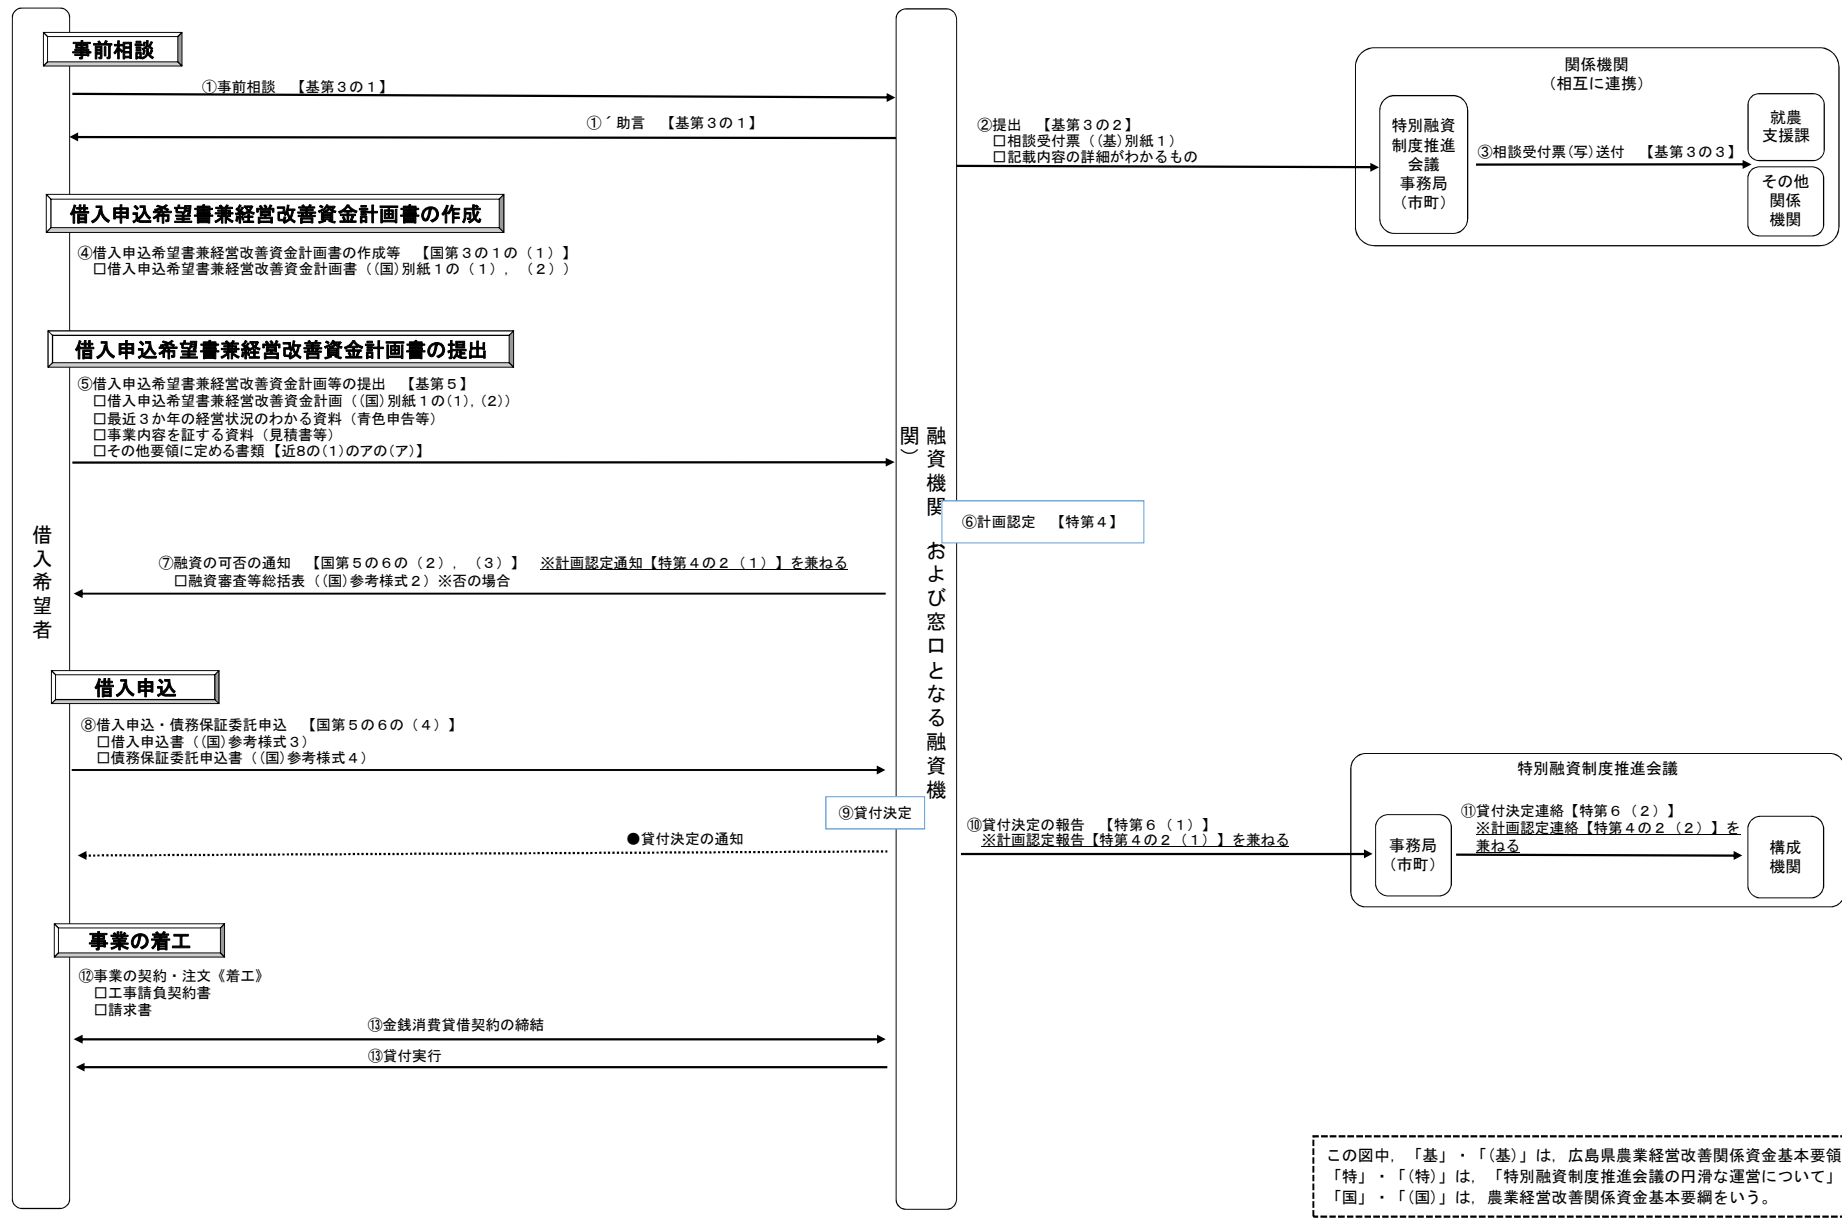 事前相談
①事前相談　【基第３の１】
①´助言　【基第３の１】
②提出　【基第３の２】
□相談受付票（(基)別紙１）
□記載内容の詳細がわかるもの
関係機関
（相互に連携）
特別融資
制度推進
会議
事務局
（市町）
③相談受付票(写)送付　【基第３の３】
就農
支援課
その他
関係
機関
借入申込希望書兼経営改善資金計画書の作成
④借入申込希望書兼経営改善資金計画書の作成等　【国第３の１の（１）】
□借入申込希望書兼経営改善資金計画書（(国)別紙１の（１），（２））
借入申込希望書兼経営改善資金計画書の提出
⑤借入申込希望書兼経営改善資金計画等の提出　【基第５】
□借入申込希望書兼経営改善資金計画（(国)別紙１の(１)，(２)）
□最近３か年の経営状況のわかる資料（青色申告等）
□事業内容を証する資料（見積書等）
□その他要領に定める書類【近8の(１)のアの(ア)】
借入希望者
融資機関　および窓口となる融資機
関）
⑥計画認定　【特第４】
⑦融資の可否の通知　【国第５の６の（２），（３）】　※計画認定通知【特第４の２（１）】を兼ねる
□融資審査等総括表（(国)参考様式２）※否の場合
借入申込
⑧借入申込・債務保証委託申込　【国第５の６の（４）】
□借入申込書（(国)参考様式３）
□債務保証委託申込書（(国)参考様式４）
⑨貸付決定
●貸付決定の通知
⑩貸付決定の報告　【特第６（１）】
※計画認定報告【特第４の２（１）】を兼ねる
特別融資制度推進会議
事務局
（市町）
⑪貸付決定連絡【特第６（２）】
※計画認定連絡【特第４の２（２）】を
兼ねる
構成
機関
事業の着工
⑫事業の契約・注文《着工》
□工事請負契約書
□請求書
⑬金銭消費貸借契約の締結
⑬貸付実行
この図中，「基」・「(基)」は，広島県農業経営改善関係資金基本要領
「特」・「(特)」は，「特別融資制度推進会議の円滑な運営について」
「国」・「(国)」は，農業経営改善関係資金基本要綱をいう。